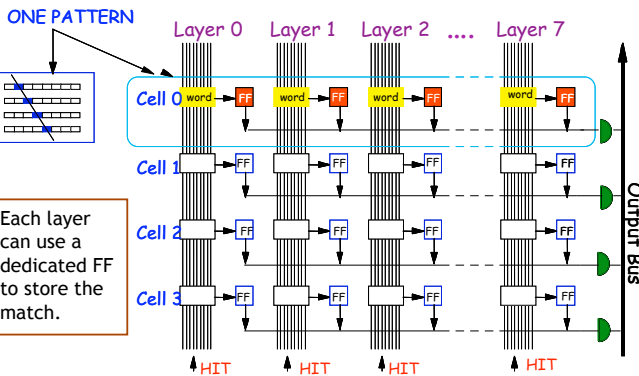 ONE PATTERN
Layer 0 Layer 1 Layer 2 .... Layer 7
Cell 0 word FF word FF word FF word FF
Cell 1 FF FF FF FF
Cell 2 FF FF FF FF
Cell 3 FF FF FF FF
Each layer
can use a
dedicated FF
to store the
match.
Output Bus
HIT HIT HIT HIT